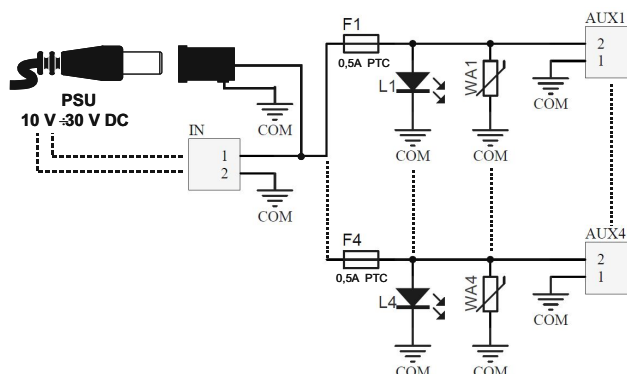 F1
AUX1
0,5A PTC
2
1
L1
WA1
COM
PSU
10 V ÷30 V DC
COM
COM
COM
IN
1
2
COM
F4
AUX4
0,5A PTC
2
1
L4
WA4
COM
COM
COM